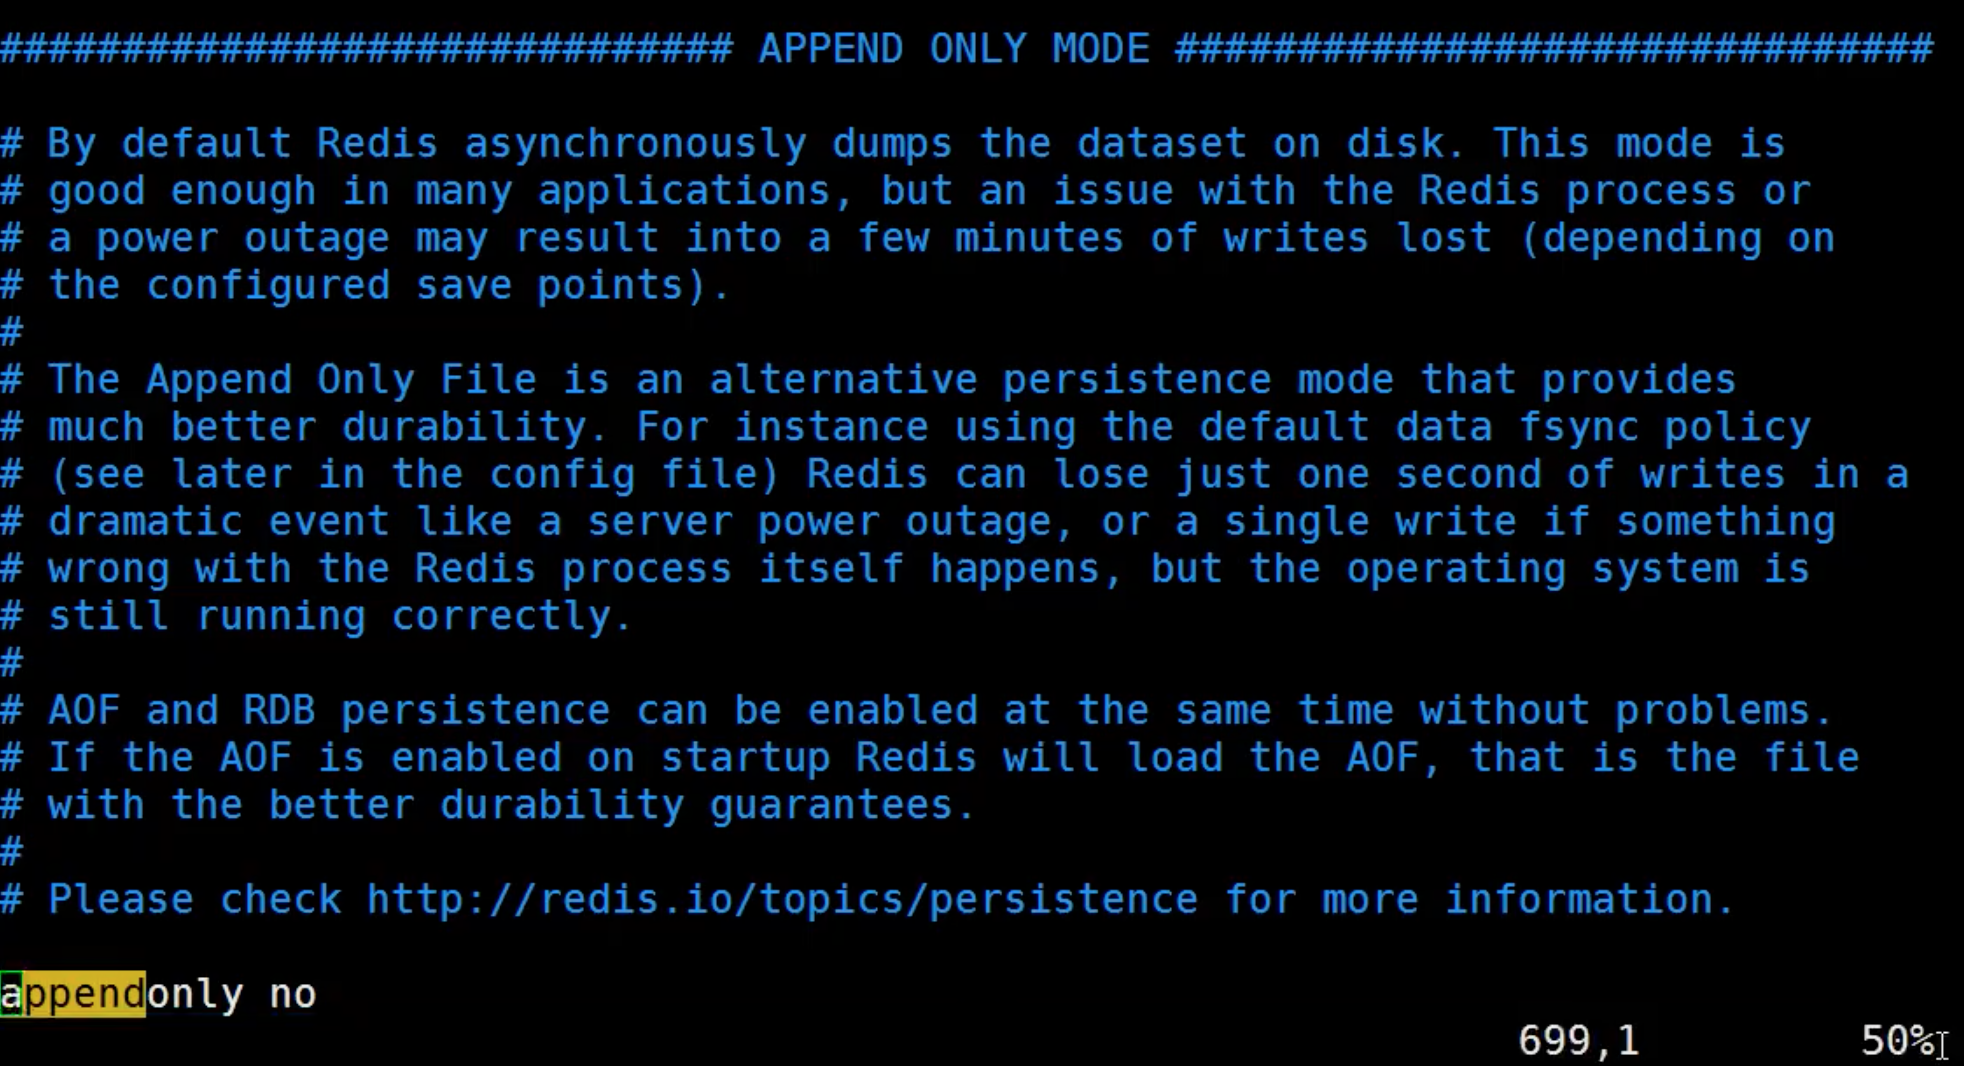 ############################## APPEND ONLY MODE ###############################
# By default Redis asynchronously dumps the dataset on disk. This mode is
# good enough in many applications, but an issue with the Redis process or
# a power outage may result into a few minutes of writes lost (depending on
# the configured save points).
#
# The Append Only File is an alternative persistence mode that provides
# much better durability. For instance using the default data fsync policy
# (see later in the config file) Redis can lose just one second of writes in a
# dramatic event like a server power outage, or a single write if something
# wrong with the Redis process itself happens, but the operating system is
# still running correctly.
#
# AOF and RDB persistence can be enabled at the same time without problems.
# If the AOF is enabled on startup Redis will load the AOF, that is the file
# with the better durability guarantees.
#
# Please check http://redis.io/topics/persistence for more information.
appendonly no
699,1 50%